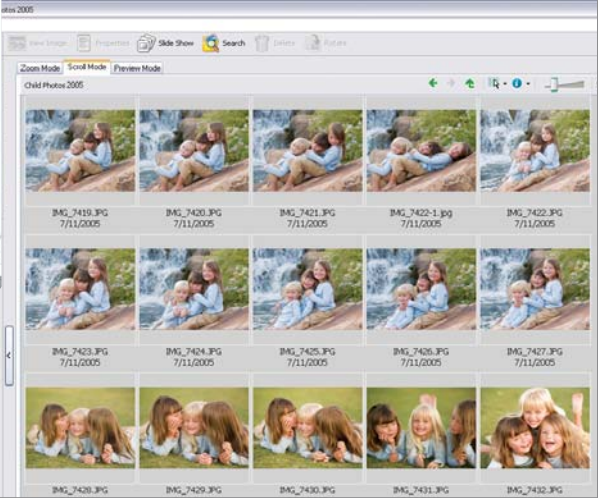 otos 2005
View Image Properties Slide Show Search Delete Rotate
Zoom Mode Scroll Mode Preview Mode
Child Photos 2005
IMG_7419.JPG IMG_7420.JPG IMG_7421.JPG IMG_7422-1.jpg IMG_7422.JPG
7/11/2005 7/11/2005 7/11/2005 7/11/2005 7/11/2005
IMG_7423.JPG IMG_7424.JPG IMG_7425.JPG IMG_7426.JPG IMG_7427.JPG
7/11/2005 7/11/2005 7/11/2005 7/11/2005 7/11/2005
IMG_7428.JPG IMG_7429.JPG IMG_7430.JPG IMG_7431.JPG IMG_7432.JPG